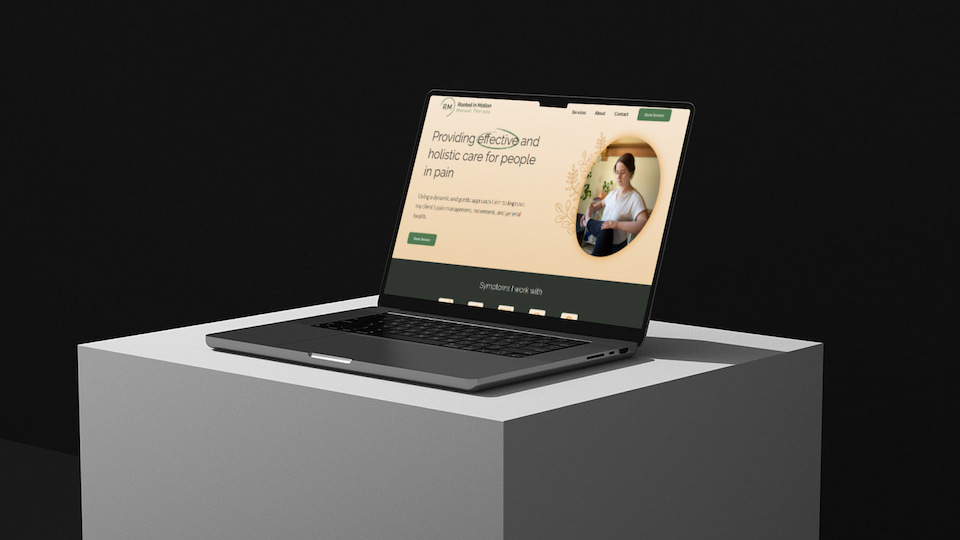 RM
Rooted in Motion
Manual Therapy
Services
About
Contact
Book Session
Providing effective and
holistic care for people
in pain
Using a dynamic and gentle approach I aim to improve
my client's pain management, movement, and general
health.
Book Session
Symptoms I work with